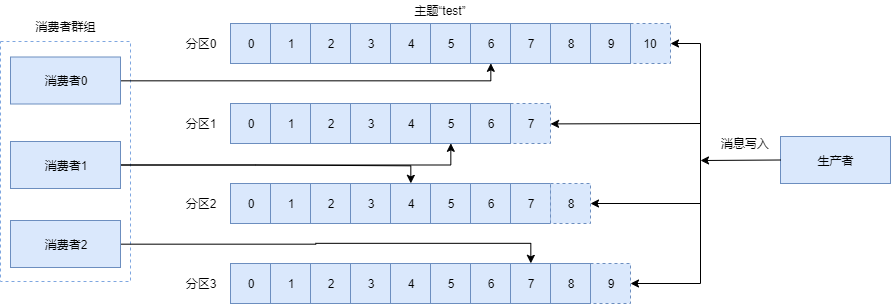 主题“test”
消费者群组
分区0 0 1 2 3 4 5 6 7 8 9 10
消费者0
分区1 0 1 2 3 4 5 6 7
消息写入
消费者1
生产者
分区2 0 1 2 3 4 5 6 7 8
消费者2
分区3 0 1 2 3 4 5 6 7 8 9